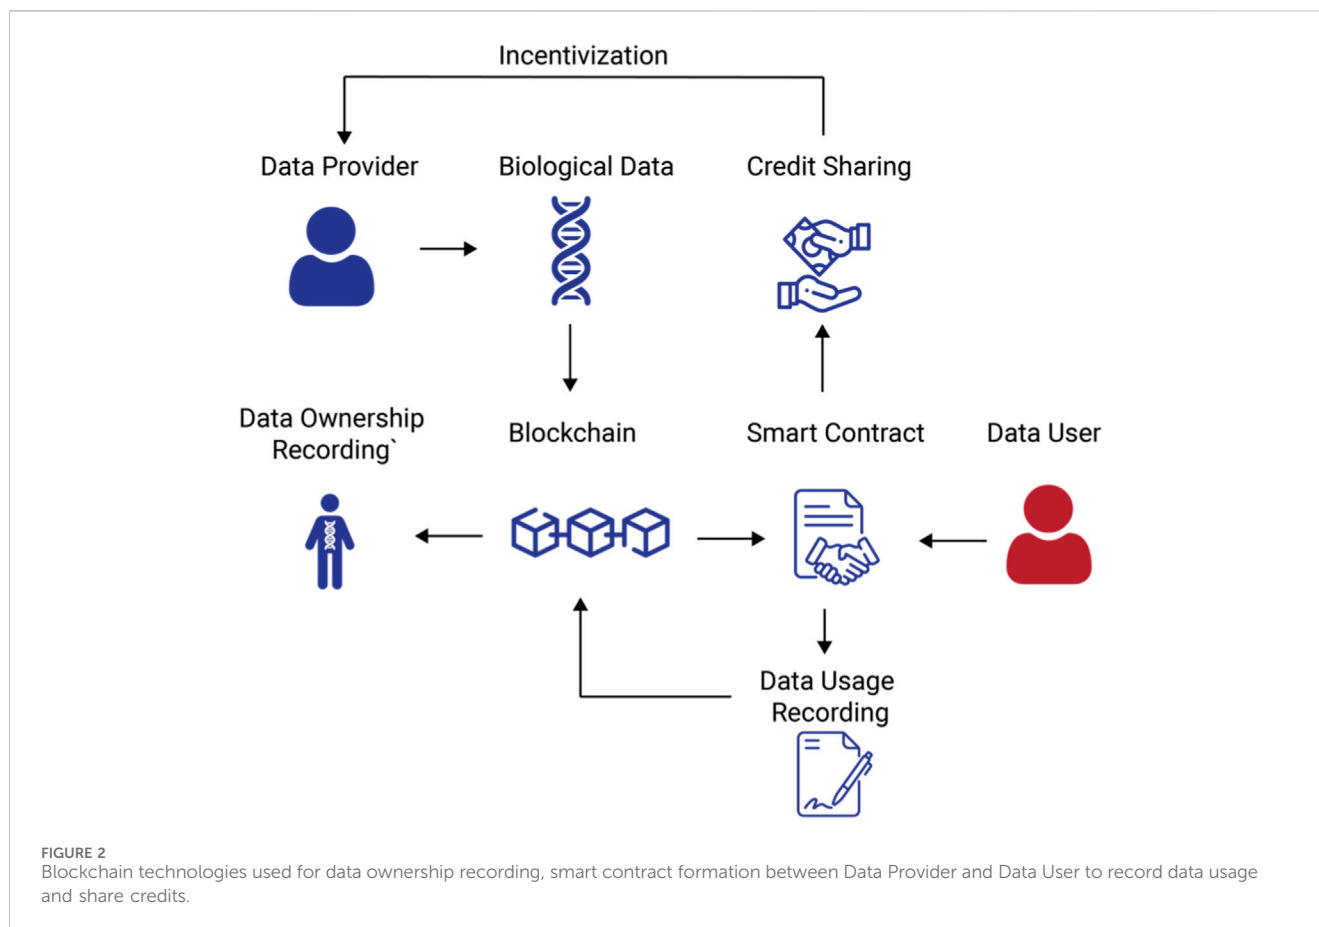 Incentivization
Data Provider
Biological Data
Credit Sharing
Data Ownership
Recording`
Blockchain
Smart Contract
Data User
Data Usage
Recording
FIGURE 2
Blockchain technologies used for data ownership recording, smart contract formation between Data Provider and Data User to record data usage
and share credits.